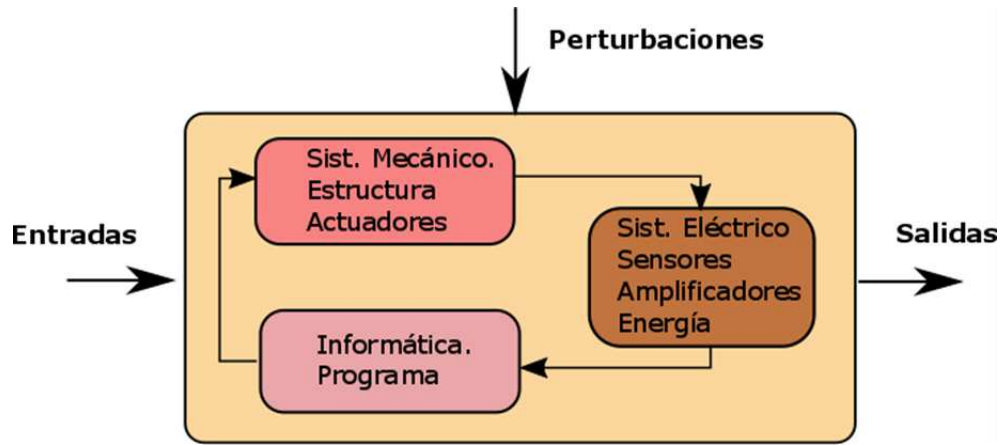 Perturbaciones
Sist. Mecánico.
Estructura
Actuadores
Entradas
Sist. Eléctrico
Sensores
Amplificadores
Energía
Salidas
Informática.
Programa